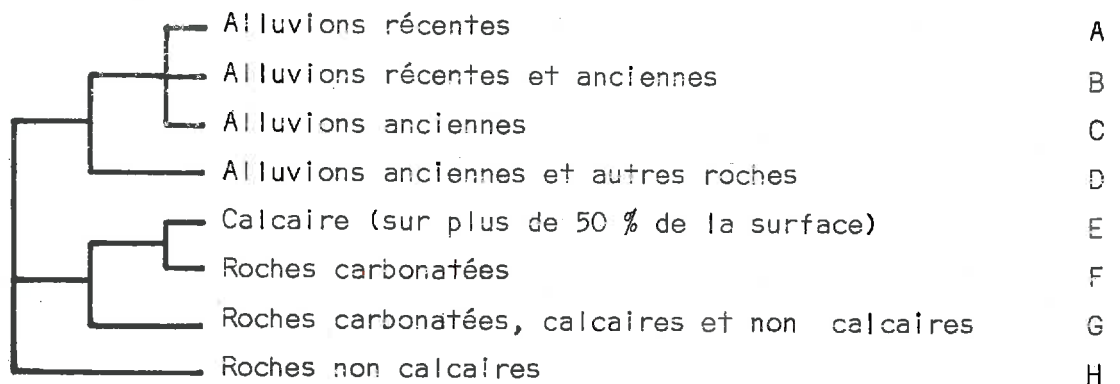 Alluvions récentes A
Alluvions récentes et anciennes B
Alluvions anciennes C
Alluvions anciennes et autres roches D
Calcaire (sur plus de 50 % de la surface) E
Roches carbonatées F
Roches carbonatées, calcaires et non calcaires G
Roches non calcaires H